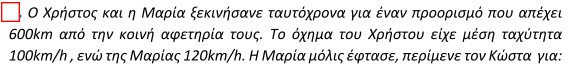 . Ο Χρήστος και η Μαρία ξεκινήσανε ταυτόχρονα για έναν προορισμό που απέχει
600km από την κοινή αφετηρία τους. Το όχημα του Χρήστου είχε μέση ταχύτητα
100km/h , ενώ της Μαρίας 120km/h. Η Μαρία μόλις έφτασε, περίμενε τον Κώστα για: